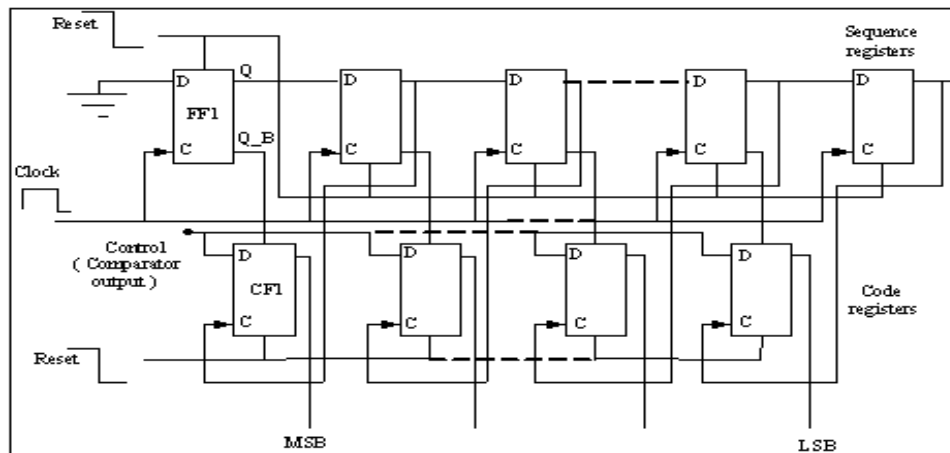 Reset
Sequence
registers
D
Q
D
D
D
D
FF1
Q_B
C
C
C
C
C
Clock
Control
( Comparator
output )
D
D
D
D
CF1
Code
registers
C
C
C
C
Reset
MSB
LSB